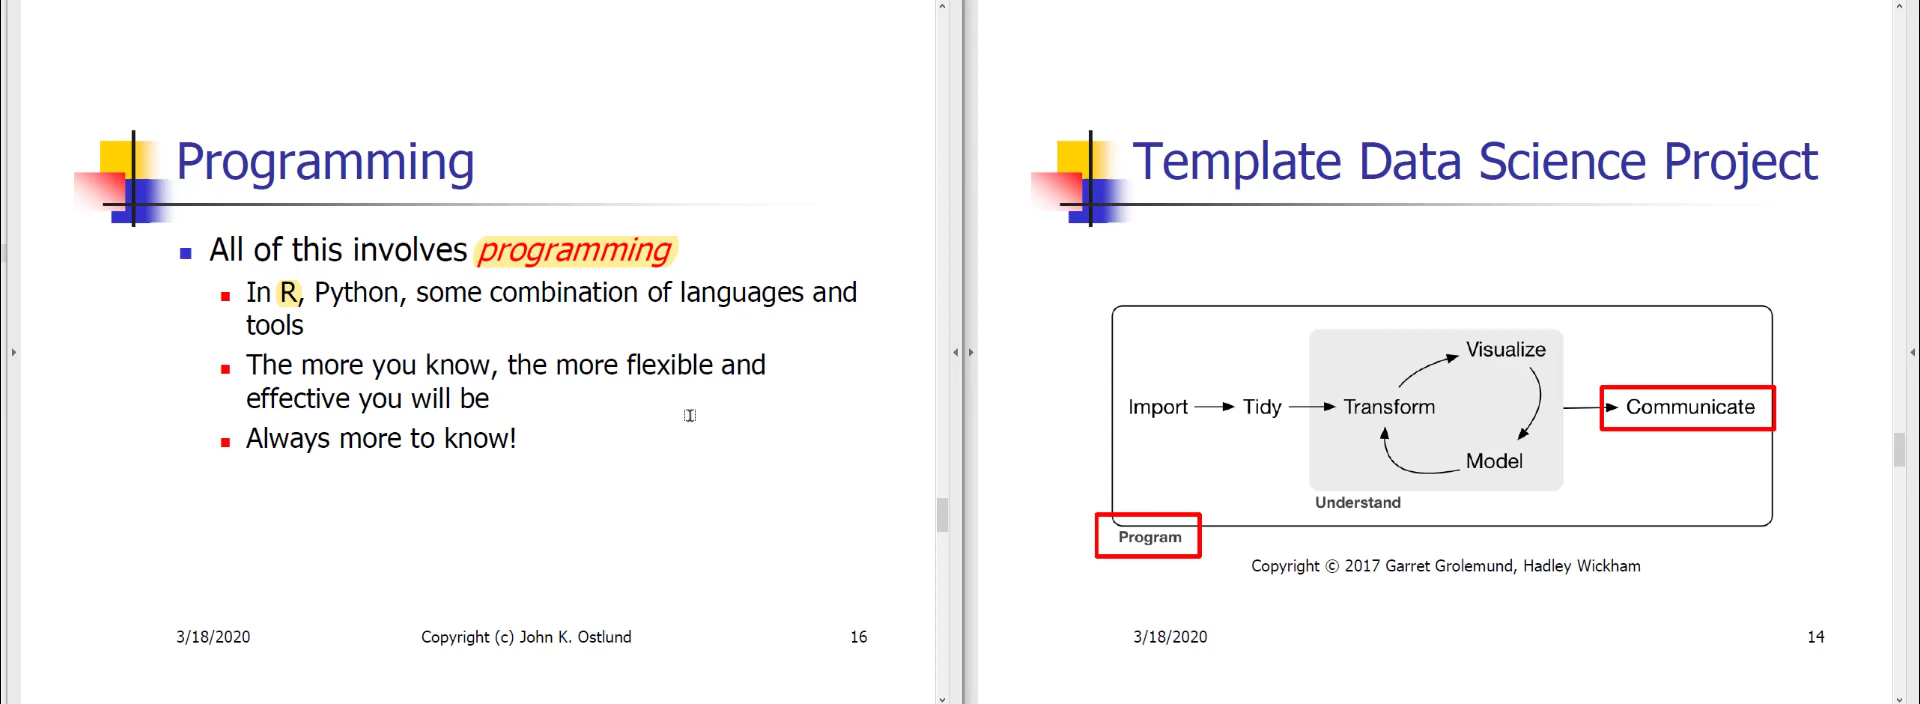 Programming
All of this involves programming
In R, Python, some combination of languages and
tools
The more you know, the more flexible and
effective you will be
Always more to know!
3/18/2020 Copyright (c) John K. Ostlund 16
Template Data Science Project
Visualize
Import Tidy Transform Communicate
Model
Understand
Program
Copyright © 2017 Garret Grolemund, Hadley Wickham
3/18/2020 14